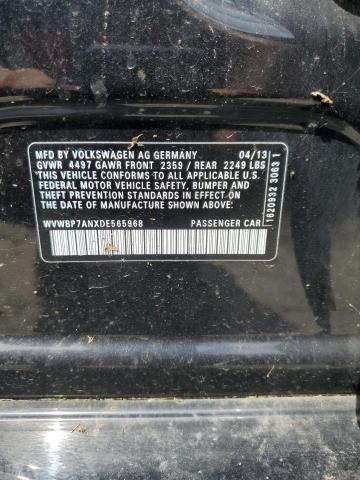 MFD BY VOLKSWAGEN AG GERMANY 04/13
GVWR 4497 GAWR FRONT 2359 / REAR 2249 LBS
THIS VEHICLE CONFORMS TO ALL APPLICABLE U.S.
FEDERAL MOTOR VEHICLE SAFETY, BUMPER AND
THEFT PREVENTION STANDARDS IN EFFECT ON
THE DATE OF MANUFACTURE SHOWN ABOVE:
WVWBP7ANXDE565968 PASSENGER CAR
1620932 3063 1